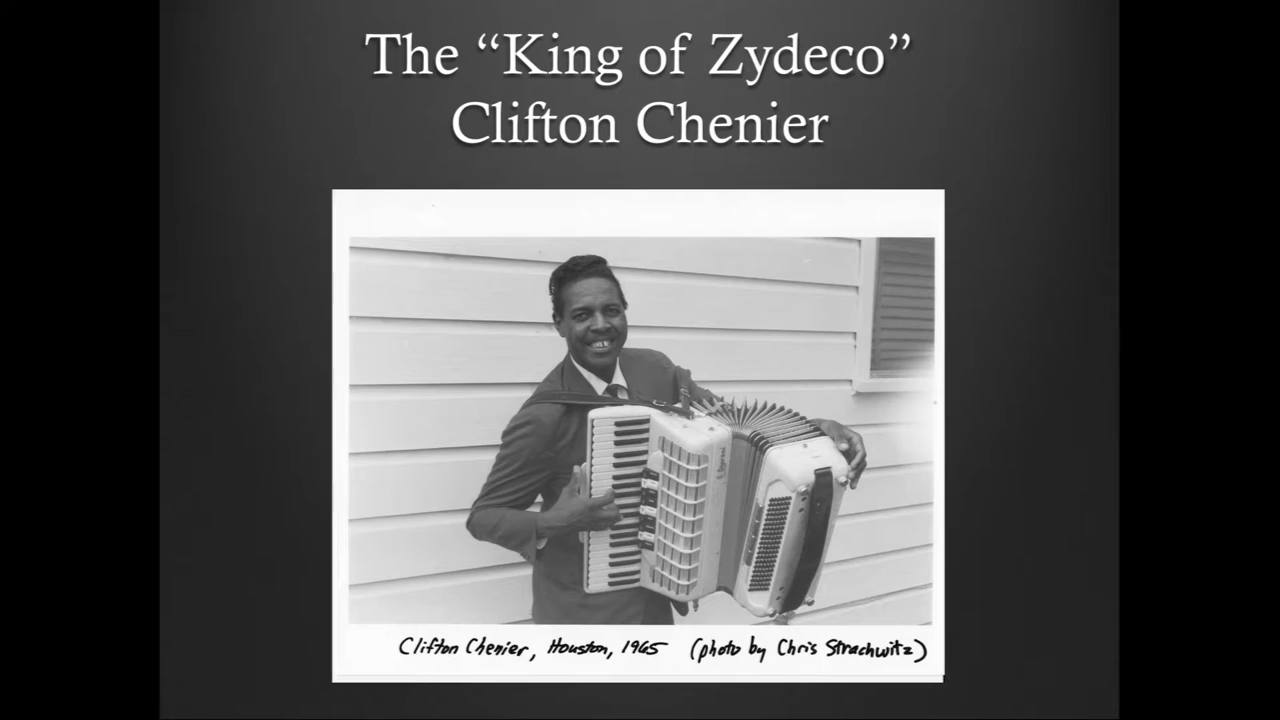 The “King of Zydeco”
Clifton Chenier
Clifton Chenier, Houston, 1965 (photo by Chris Strachwitz)